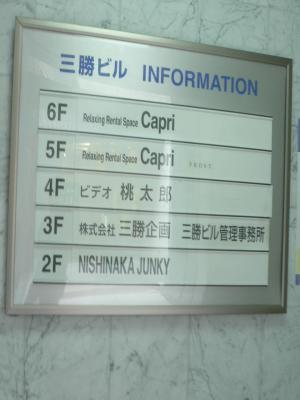 三勝ビル INFORMATION
6F Relaxing Rental Space Capri
5F Relaxing Rental Space Capri
4F ビデオ 桃太郎
3F 株式会社 三勝企画 三勝ビル管理事務所
2F NISHINAKA JUNKY